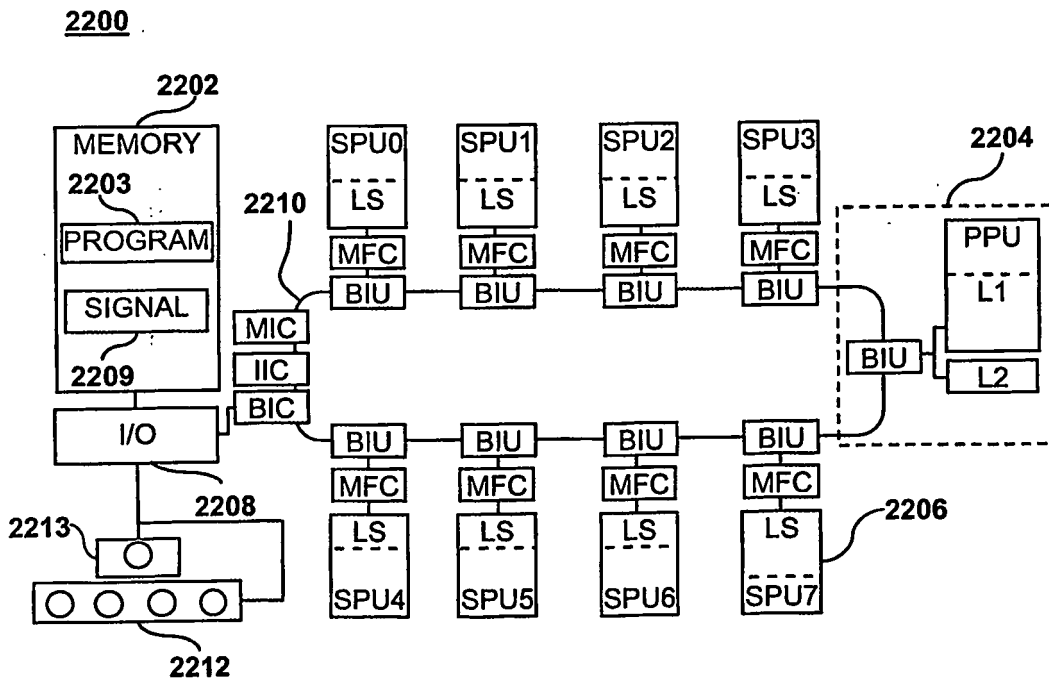 2200
2202
MEMORY
2203
PROGRAM
SIGNAL
2209
I/O
2208
2213
2212
2210
MIC
IIC
BIC
SPU0 SPU1 SPU2 SPU3
LS LS LS LS
MFC MFC MFC MFC
BIU BIU BIU BIU
2204
PPU
L1
BIU
L2
BIU BIU BIU BIU
MFC MFC MFC MFC
LS LS LS LS
SPU4 SPU5 SPU6 SPU7
2206